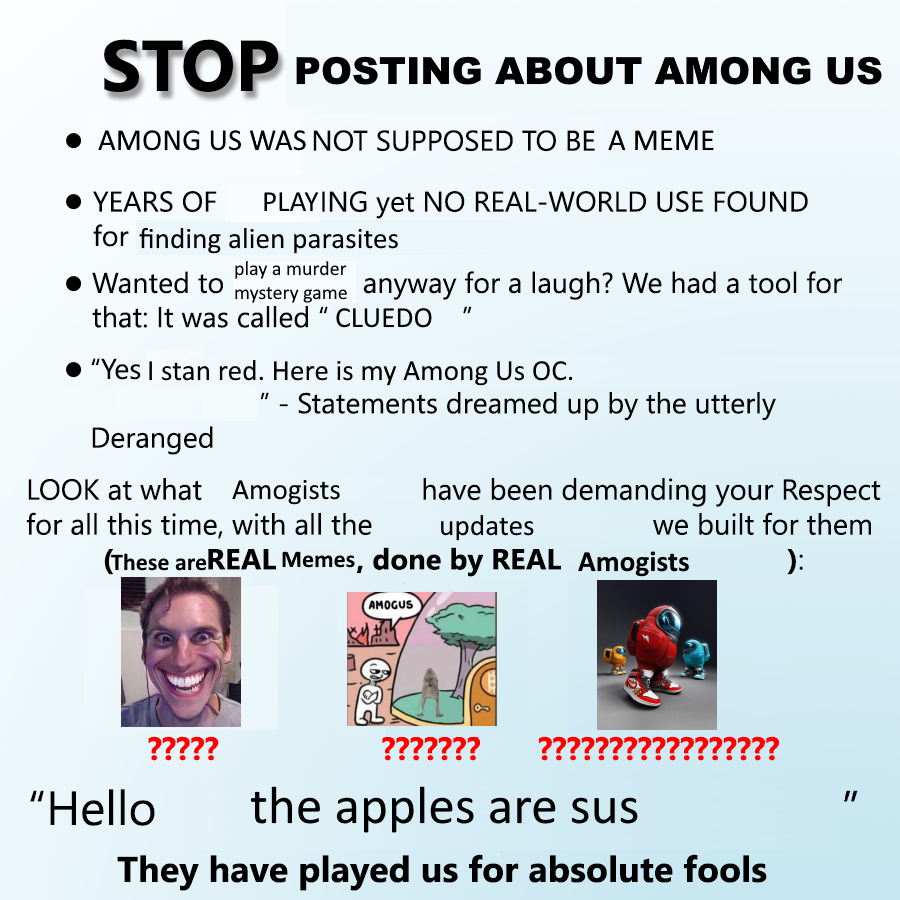 STOP POSTING ABOUT AMONG US
● AMONG US WAS NOT SUPPOSED TO BE A MEME
● YEARS OF PLAYING yet NO REAL-WORLD USE FOUND
for finding alien parasites
● Wanted to play a murder mystery game anyway for a laugh? We had a tool for
that: It was called “ CLUEDO ”
● “Yes I stan red. Here is my Among Us OC.
” - Statements dreamed up by the utterly
Deranged
LOOK at what Amogists have been demanding your Respect
for all this time, with all the updates we built for them
(These are REAL Memes, done by REAL Amogists ):
AMOGUS
????? ??????? ?????????????????
“Hello the apples are sus ”
They have played us for absolute fools